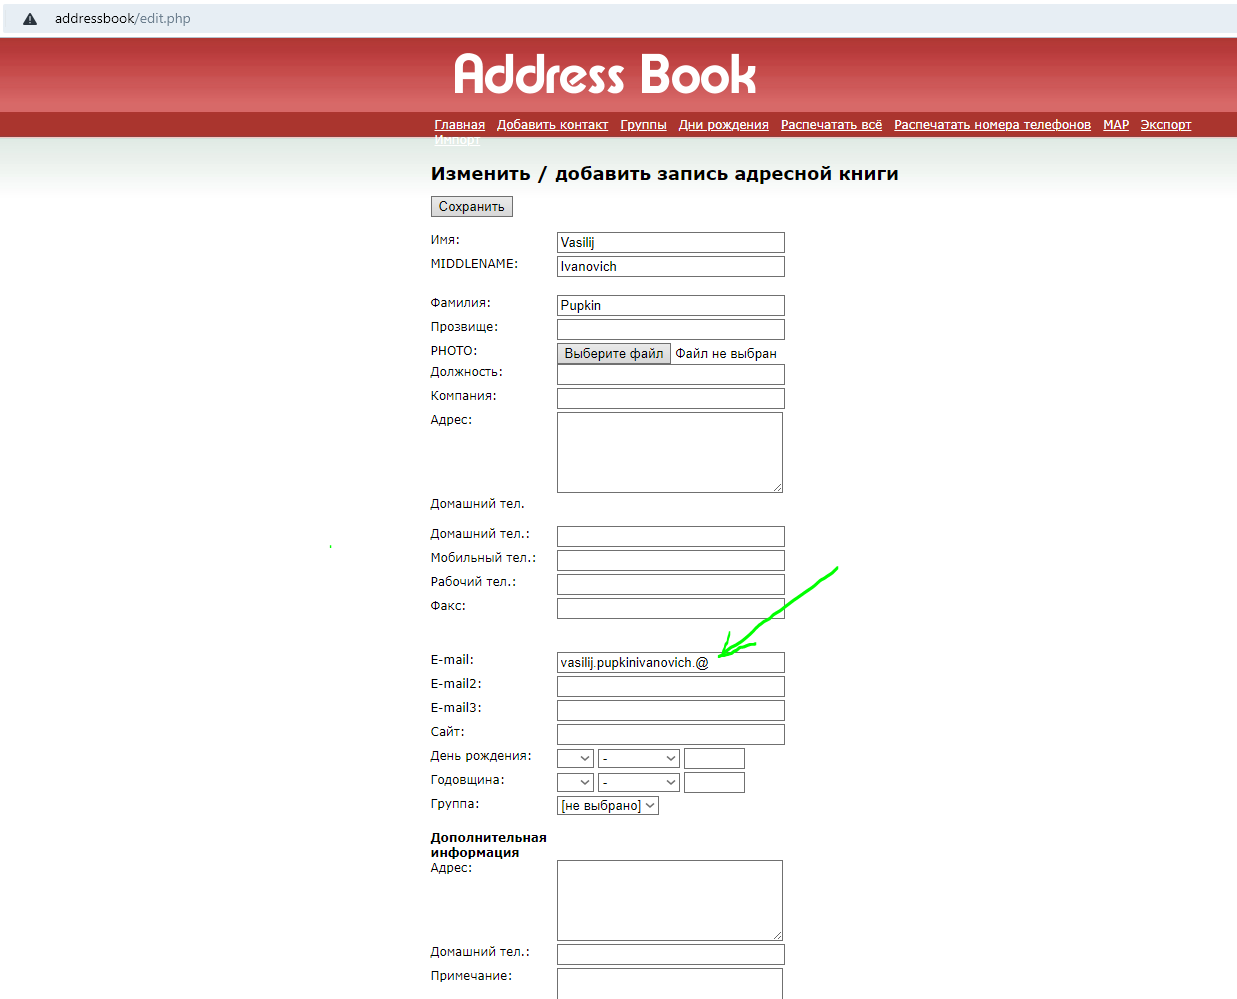 addressbook/edit.php
Address Book
Главная Добавить контакт Группы Дни рождения Распечатать всё Распечатать номера телефонов MAP Экспорт
Импорт
Изменить / добавить запись адресной книги
Сохранить
Имя: Vasilij
MIDDLENAME: Ivanovich
Фамилия: Pupkin
Прозвище:
PHOTO: Выберите файл Файл не выбран
Должность:
Компания:
Адрес:
Домашний тел.
Домашний тел.:
Мобильный тел.:
Рабочий тел.:
Факс:
E-mail: vasilij.pupkinivanovich.@
E-mail2:
E-mail3:
Сайт:
День рождения: -
Годовщина: -
Группа: [не выбрано]
Дополнительная
информация
Адрес:
Домашний тел.:
Примечание: